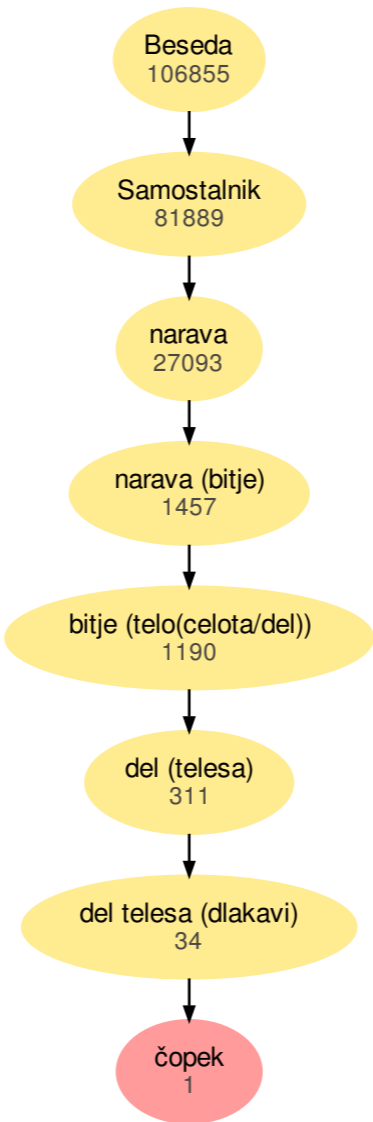 Beseda
106855
Samostalnik
81889
narava
27093
narava (bitje)
1457
bitje (telo(celota/del))
1190
del (telesa)
311
del telesa (dlakavi)
34
čopek
1